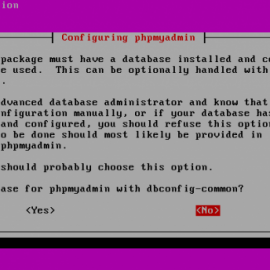 ion
Configuring phpmyadmin
package must have a database installed and c
e used. This can be optionally handled with
.
dvanced database administrator and know that
nfiguration manually, or if your database ha
and configured, you should refuse this optio
o be done should most likely be provided in
phpmyadmin.
should probably choose this option.
ase for phpmyadmin with dbconfig-common?
<Yes> <No>